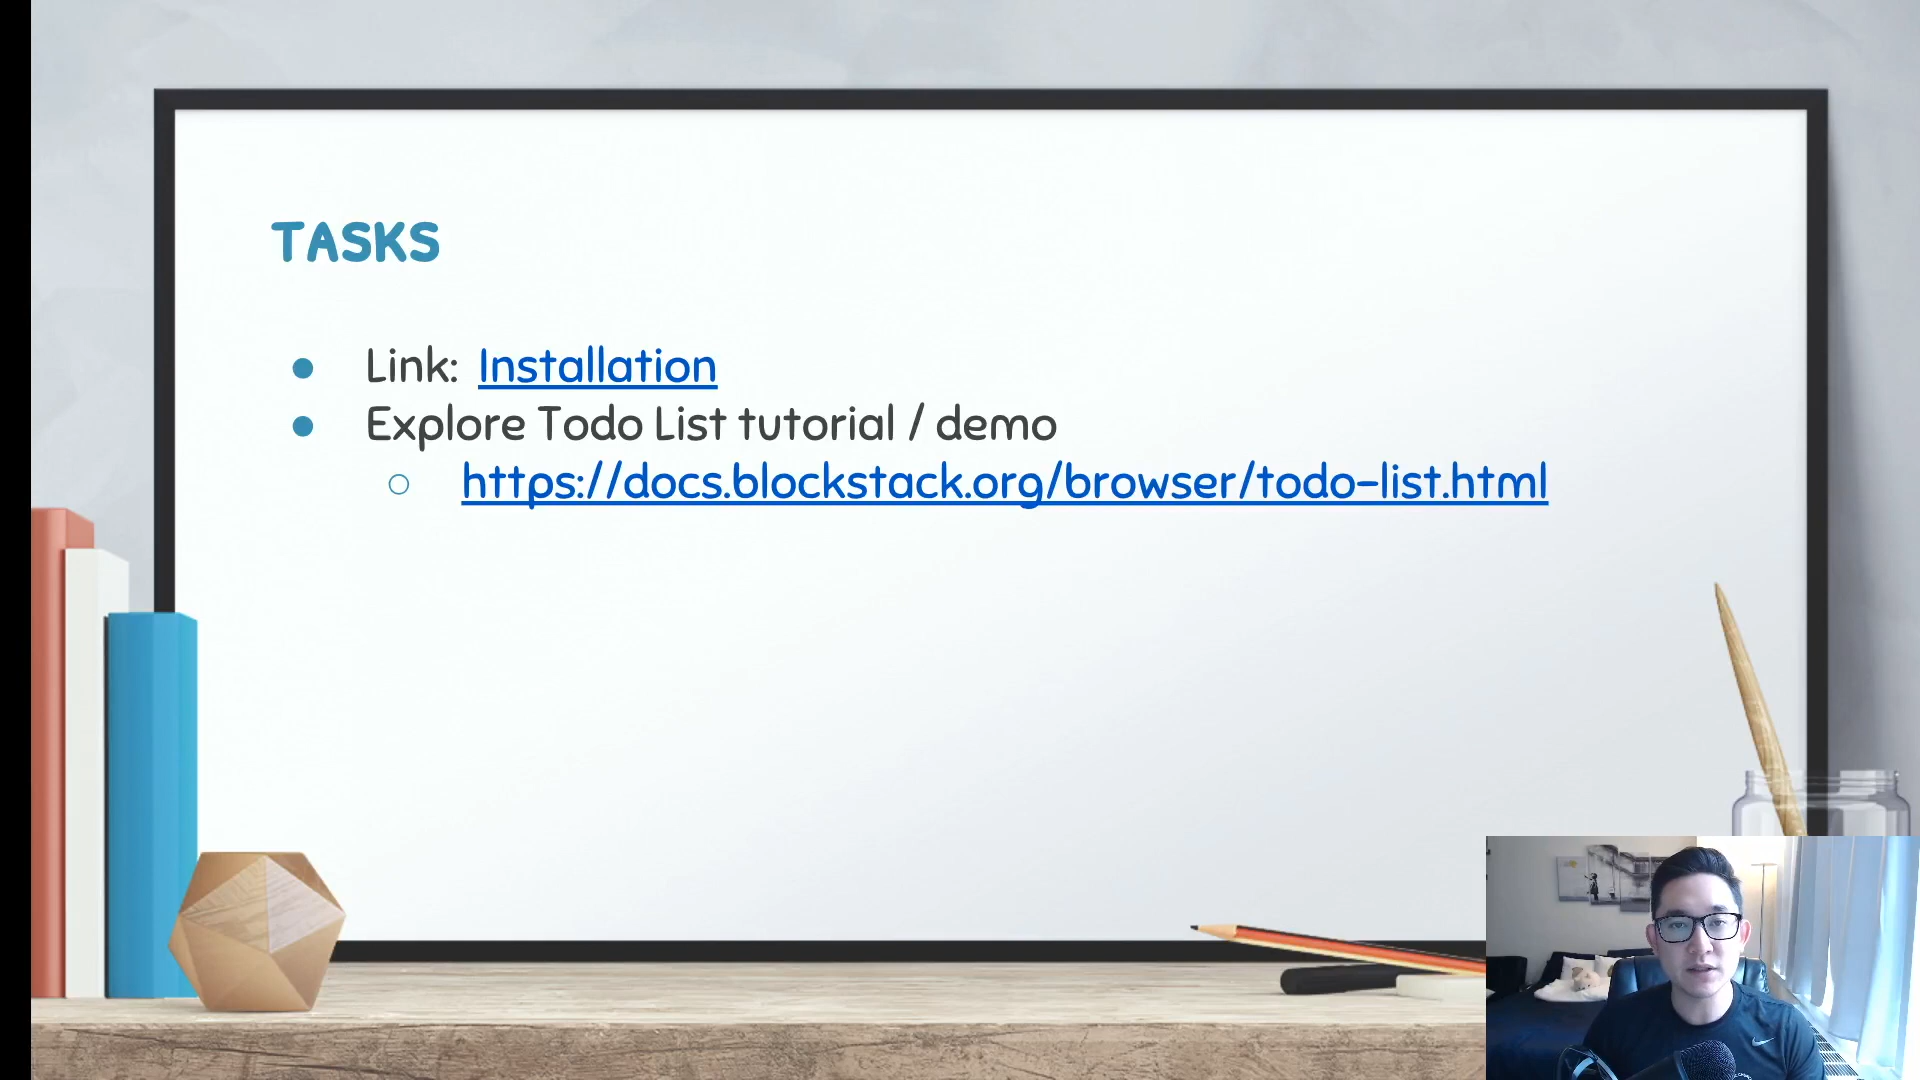 TASKS
Link: Installation
Explore Todo List tutorial / demo
https://docs.blockstack.org/browser/todo-list.html